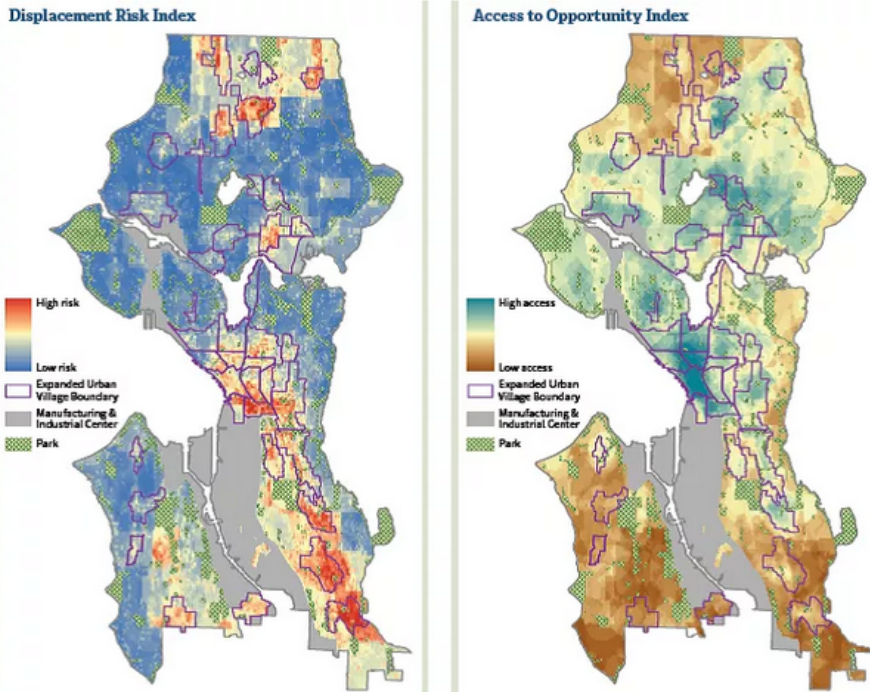 Displacement Risk Index
High risk
Low risk
Expanded Urban
Village Boundary
Manufacturing &
Industrial Center
Park
Access to Opportunity Index
High access
Low access
Expanded Urban
Village Boundary
Manufacturing &
Industrial Center
Park